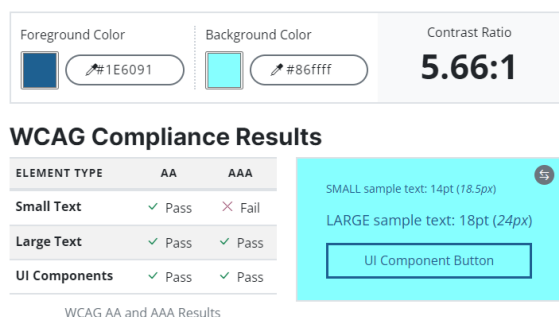 Foreground Color
#1E6091
Background Color
#86ffff
Contrast Ratio
5.66:1
WCAG Compliance Results
ELEMENT TYPE AA AAA
Small Text Pass Fail
Large Text Pass Pass
UI Components Pass Pass
WCAG AA and AAA Results
SMALL sample text: 14pt (18.5px)
LARGE sample text: 18pt (24px)
UI Component Button